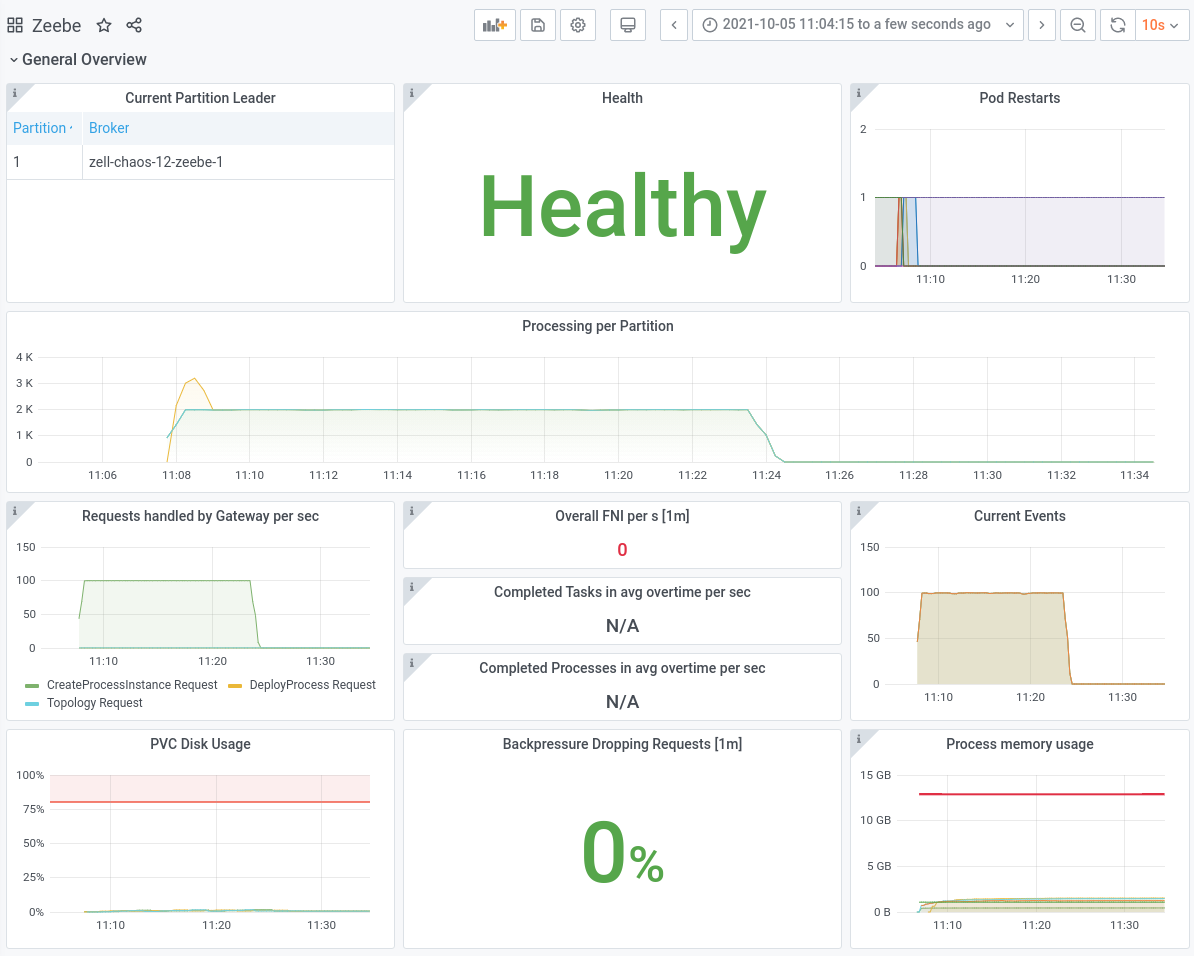 Zeebe
2021-10-05 11:04:15 to a few seconds ago
10s
General Overview
i
Current Partition Leader
Partition
Broker
1
zell-chaos-12-zeebe-1
i
Health
Healthy
i
Pod Restarts
2
1
0
11:10 11:20 11:30
Processing per Partition
4 K
3 K
2 K
1 K
0
11:06 11:08 11:10 11:12 11:14 11:16 11:18 11:20 11:22 11:24 11:26 11:28 11:30 11:32 11:34
i
Requests handled by Gateway per sec
150
100
50
0
11:10 11:20 11:30
CreateProcessInstance Request DeployProcess Request
Topology Request
i
Overall FNI per s [1m]
0
i
Completed Tasks in avg overtime per sec
N/A
i
Completed Processes in avg overtime per sec
N/A
i
Current Events
150
100
50
0
11:10 11:20 11:30
PVC Disk Usage
100%
75%
50%
25%
0%
11:10 11:20 11:30
Backpressure Dropping Requests [1m]
0%
i
Process memory usage
15 GB
10 GB
5 GB
0 B
11:10 11:20 11:30